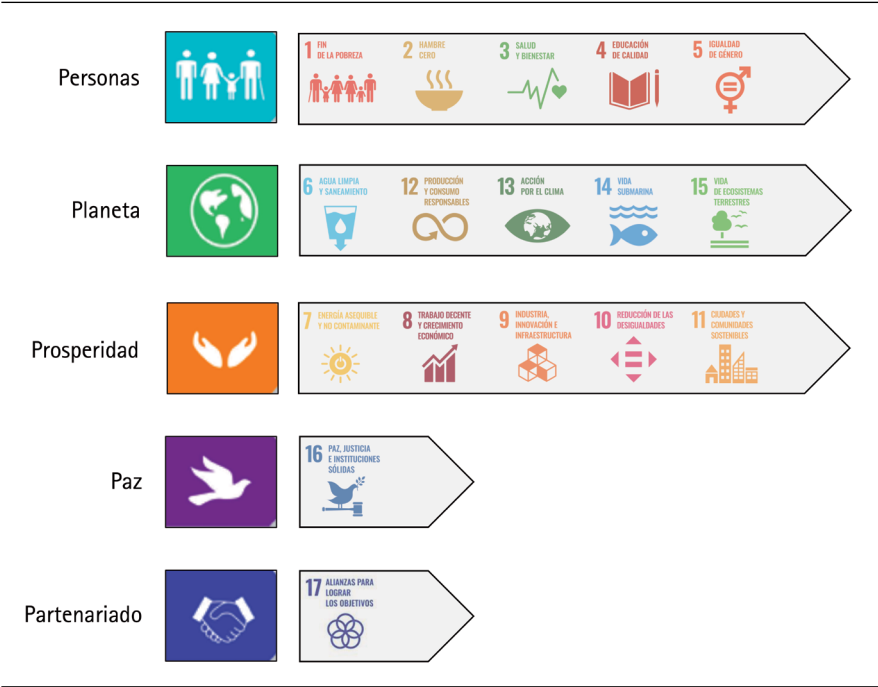 Personas
1 FIN
DE LA POBREZA
2 HAMBRE
CERO
3 SALUD
Y BIENESTAR
4 EDUCACIÓN
DE CALIDAD
5 IGUALDAD
DE GÉNERO
Planeta
6 AGUA LIMPIA
Y SANEAMIENTO
12 PRODUCCIÓN
Y CONSUMO
RESPONSABLES
13 ACCIÓN
POR EL CLIMA
14 VIDA
SUBMARINA
15 VIDA
DE ECOSISTEMAS
TERRESTRES
Prosperidad
7 ENERGÍA ASEQUIBLE
Y NO CONTAMINANTE
8 TRABAJO DECENTE
Y CRECIMIENTO
ECONÓMICO
9 INDUSTRIA,
INNOVACIÓN E
INFRAESTRUCTURA
10 REDUCCIÓN DE LAS
DESIGUALDADES
11 CIUDADES Y
COMUNIDADES
SOSTENIBLES
Paz
16 PAZ, JUSTICIA
E INSTITUCIONES
SÓLIDAS
Partenariado
17 ALIANZAS PARA
LOGRAR
LOS OBJETIVOS